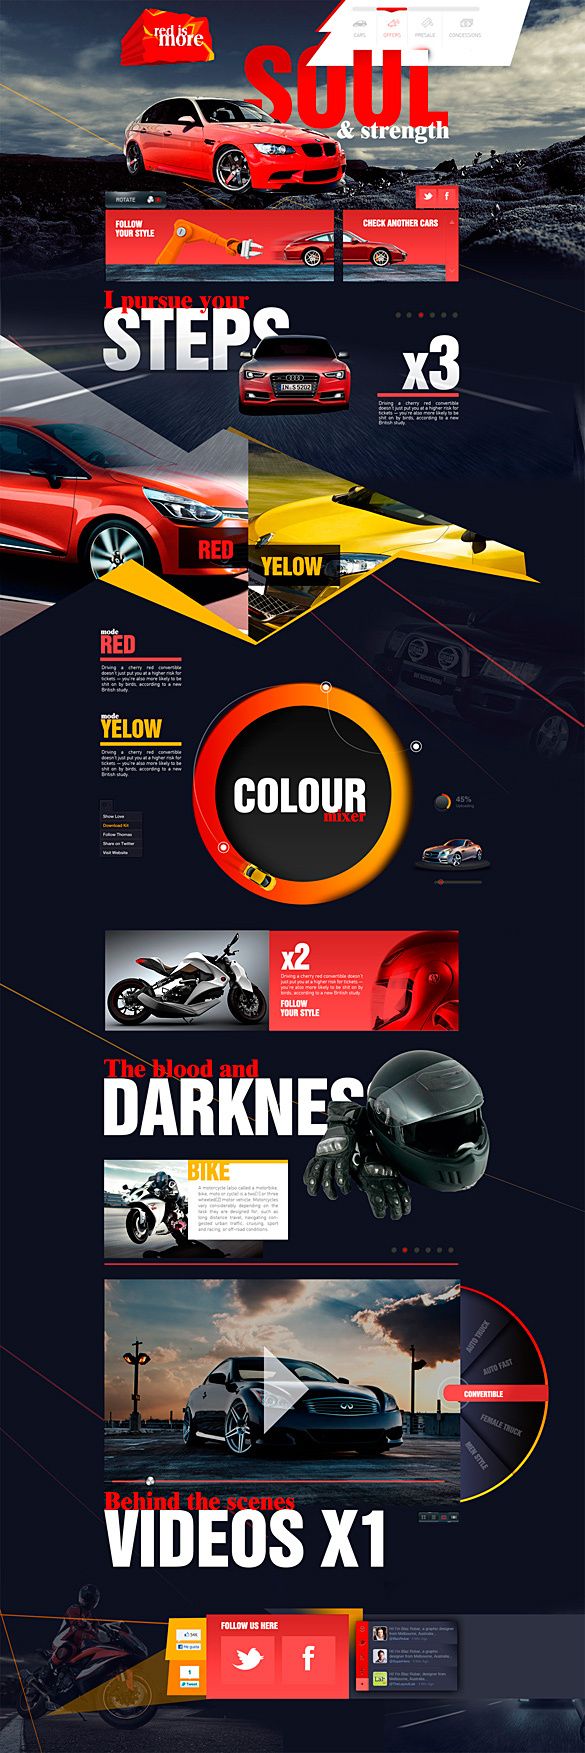 red is
more
CARS
OFFERS
PRESALE
CONCESSIONS
SOUL
& strength
ROTATE
FOLLOW
YOUR STYLE
CHECK ANOTHER CARS
I pursue your
STEPS
x3
Driving a cherry red convertible
doesn't just put you at a higher risk for
tickets — you're also more likely to be
shit on by birds, according to a new
British study.
RED
YELOW
mode
RED
Driving a cherry red convertible
doesn't just put you at a higher risk for
tickets — you're also more likely to be
shit on by birds, according to a new
British study.
mode
YELOW
Driving a cherry red convertible
doesn't just put you at a higher risk for
tickets — you're also more likely to be
shit on by birds, according to a new
British study.
COLOUR
mixer
45%
Uploading
Show Love
Download Kit
Follow Thomas
Share on Twitter
Visit Website
x2
Driving a cherry red convertible doesn't
just put you at a higher risk for tickets —
you're also more likely to be shit on by
birds, according to a new British study.
FOLLOW
YOUR STYLE
The blood and
DARKNES
BIKE
A motorcycle (also called a motorbike,
bike, moto or cycle) is a two[1] or three
wheeled[2] motor vehicle. Motorcycles
vary considerably depending on the
task they are designed for, such as
long distance travel, navigating con-
gested urban traffic, cruising, sport
and racing, or off-road conditions.
AUTO TRUCK
AUTO FAST
CONVERTIBLE
FEMALE TRUCK
MEN STYLE
Behind the scenes
VIDEOS X1
54K
Me gusta
1
Tweet
FOLLOW US HERE